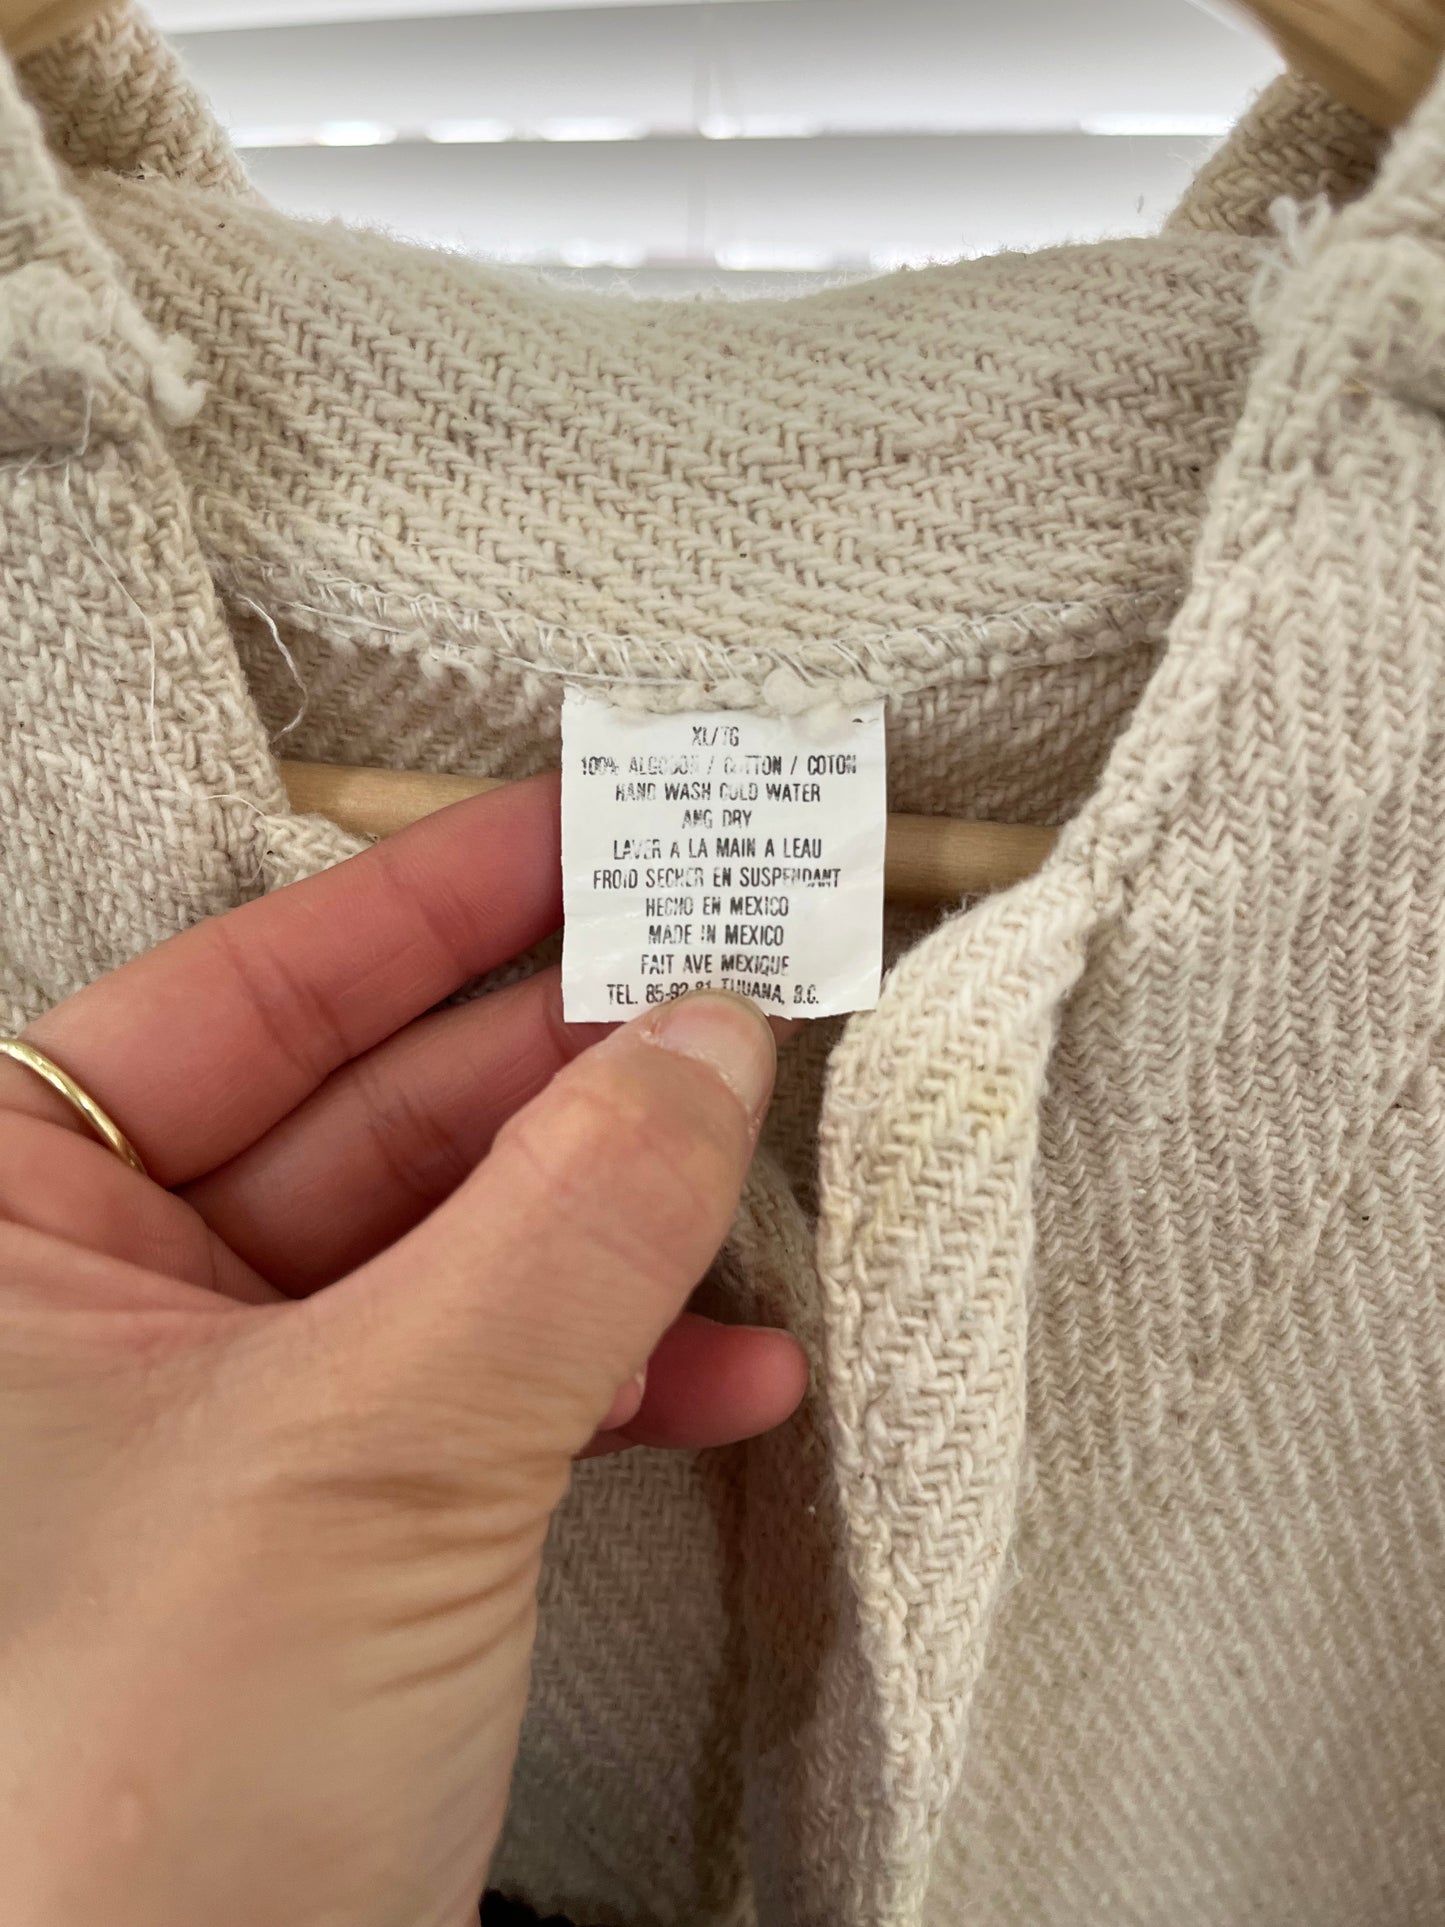 XL/TG
100% ALGODON / COTTON / COTON
HAND WASH COLD WATER
ANG DRY
LAVER A LA MAIN A LEAU
FROID SECHER EN SUSPENDANT
HECHO EN MEXICO
MADE IN MEXICO
FAIT AVE MEXIQUE
TEL. 85-92-81 TIJUANA, B.C.